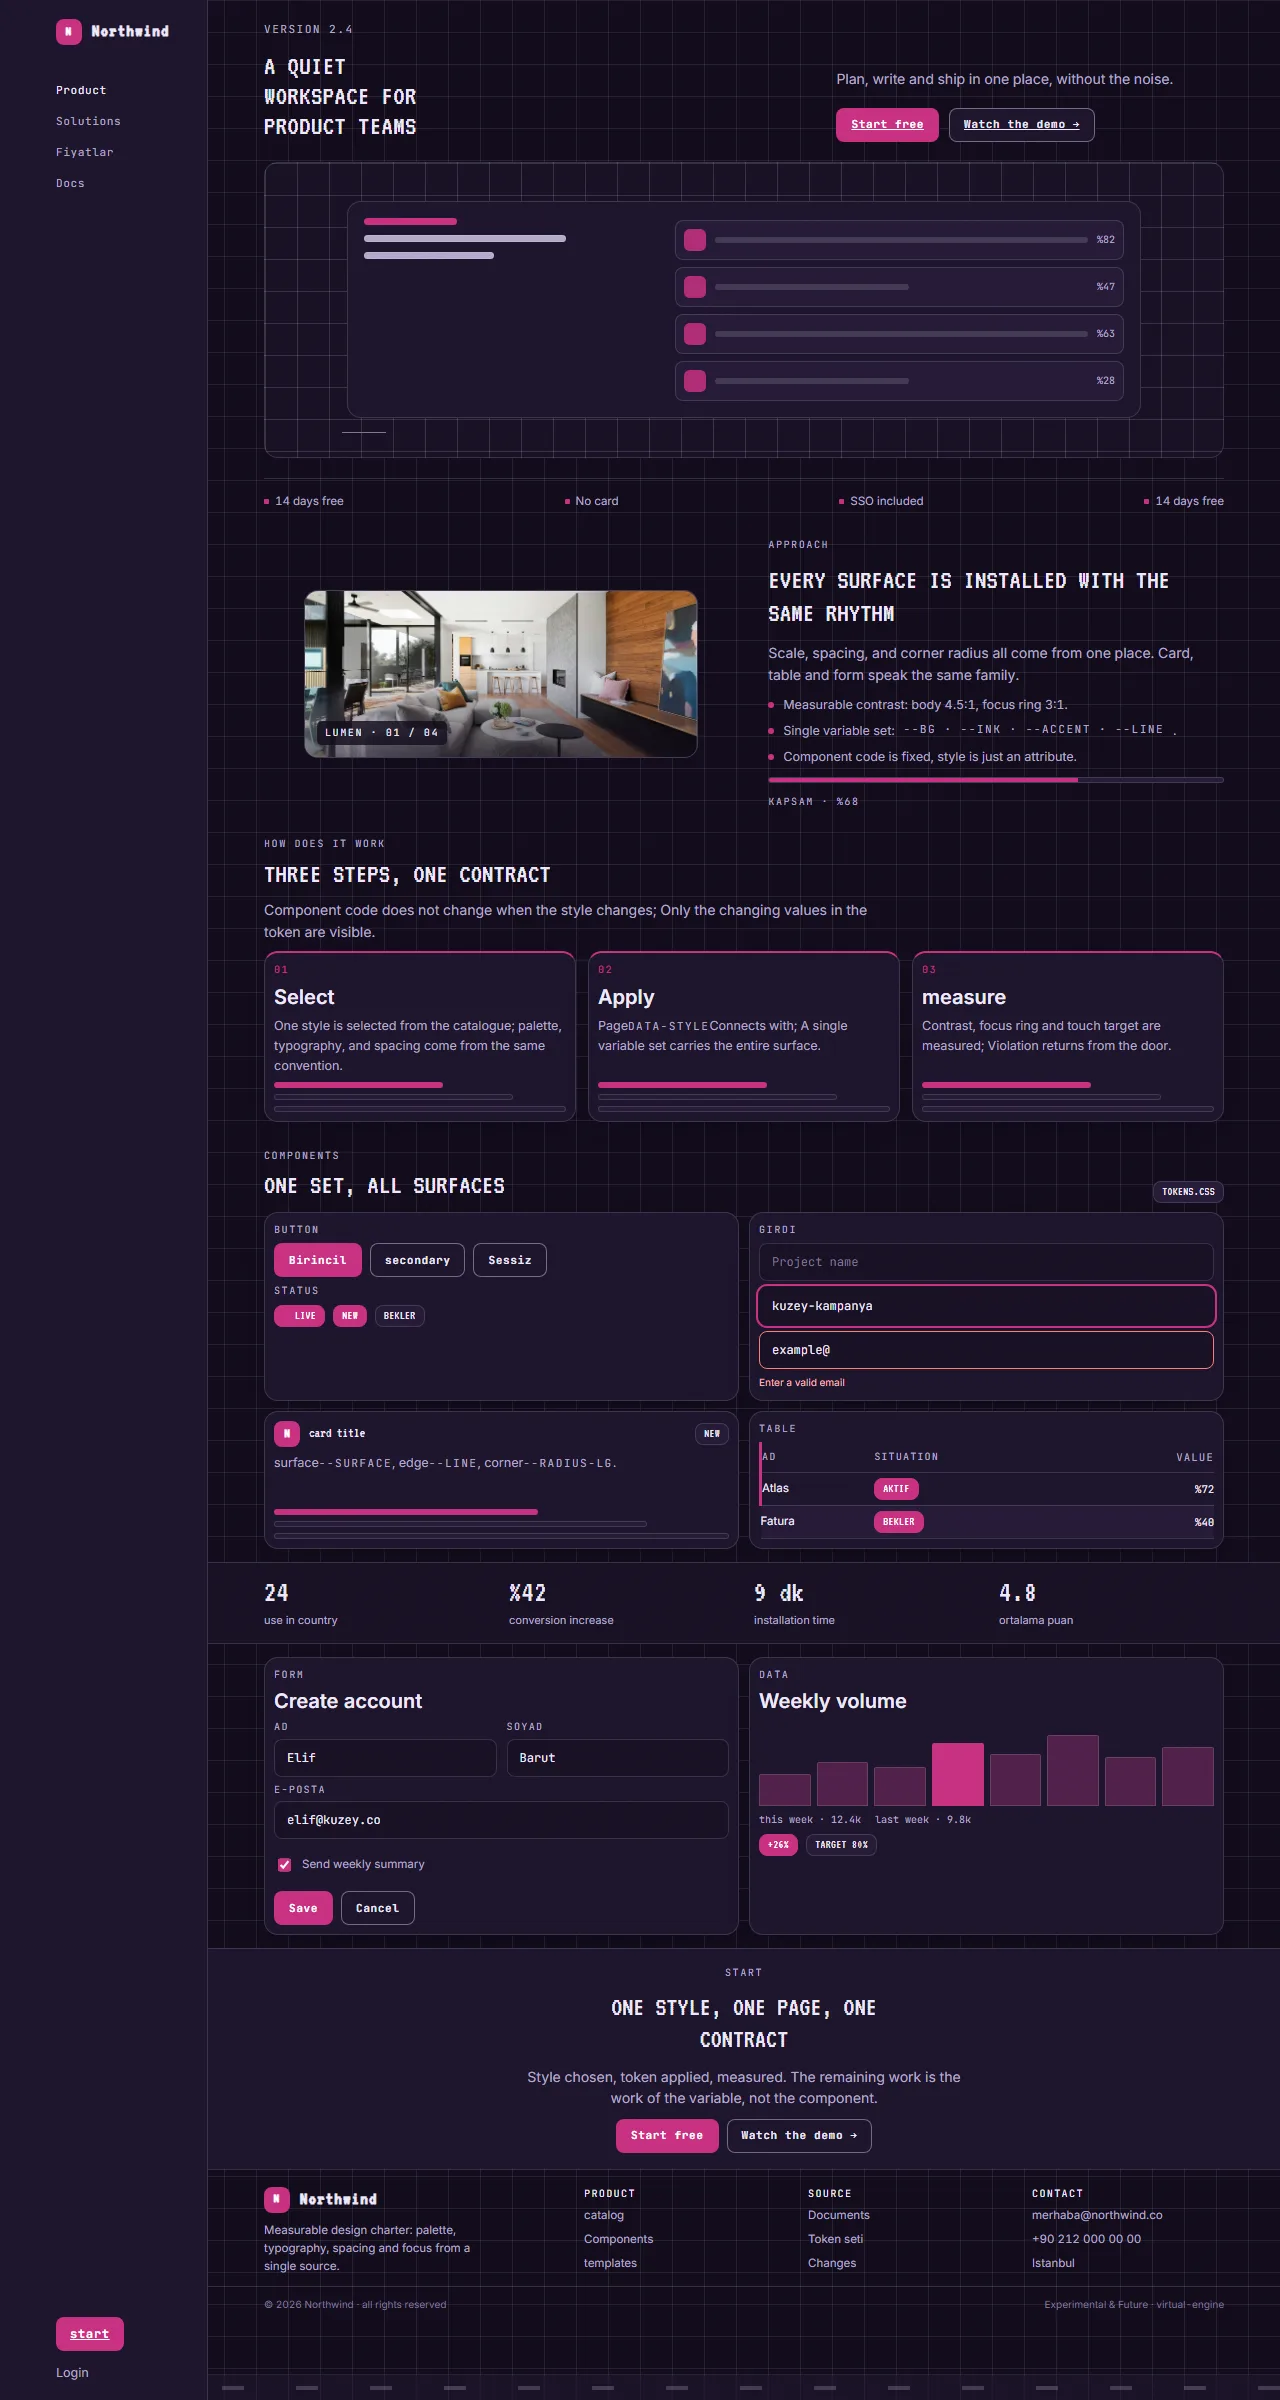 Northwind
Product
Solutions
Fiyatlar
Docs
VERSION 2.4
A QUIET
WORKSPACE FOR
PRODUCT TEAMS
Plan, write and ship in one place, without the noise.
Start free
Watch the demo →
%82
%47
%63
%28
14 days free
No card
SSO included
14 days free
LUMEN · 01 / 04
APPROACH
EVERY SURFACE IS INSTALLED WITH THE
SAME RHYTHM
Scale, spacing, and corner radius all come from one place. Card,
table and form speak the same family.
Measurable contrast: body 4.5:1, focus ring 3:1.
Single variable set: --BG · --INK · --ACCENT · --LINE .
Component code is fixed, style is just an attribute.
KAPSAM · %68
HOW DOES IT WORK
THREE STEPS, ONE CONTRACT
Component code does not change when the style changes; Only the changing values in the
token are visible.
01
Select
One style is selected from the catalogue; palette,
typography, and spacing come from the same
convention.
02
Apply
PageDATA-STYLEConnects with; A single
variable set carries the entire surface.
03
measure
Contrast, focus ring and touch target are
measured; Violation returns from the door.
COMPONENTS
ONE SET, ALL SURFACES
TOKENS.CSS
BUTTON
Birincil
secondary
Sessiz
STATUS
LIVE
NEW
BEKLER
GIRDI
Project name
kuzey-kampanya
example@
Enter a valid email
N
card title
NEW
surface--SURFACE, edge--LINE, corner--RADIUS-LG.
TABLE
AD SITUATION VALUE
Atlas AKTIF %72
Fatura BEKLER %40
24
use in country
%42
conversion increase
9 dk
installation time
4.8
ortalama puan
FORM
Create account
AD
SOYAD
Elif
Barut
E-POSTA
elif@kuzey.co
Send weekly summary
Save
Cancel
DATA
Weekly volume
this week · 12.4k last week · 9.8k
+26%
TARGET 80%
START
ONE STYLE, ONE PAGE, ONE
CONTRACT
Style chosen, token applied, measured. The remaining work is the
work of the variable, not the component.
Start free
Watch the demo →
N
Northwind
Measurable design charter: palette,
typography, spacing and focus from a
single source.
PRODUCT
catalog
Components
templates
SOURCE
Documents
Token seti
Changes
CONTACT
merhaba@northwind.co
+90 212 000 00 00
Istanbul
© 2026 Northwind · all rights reserved
Experimental & Future · virtual-engine
start
Login